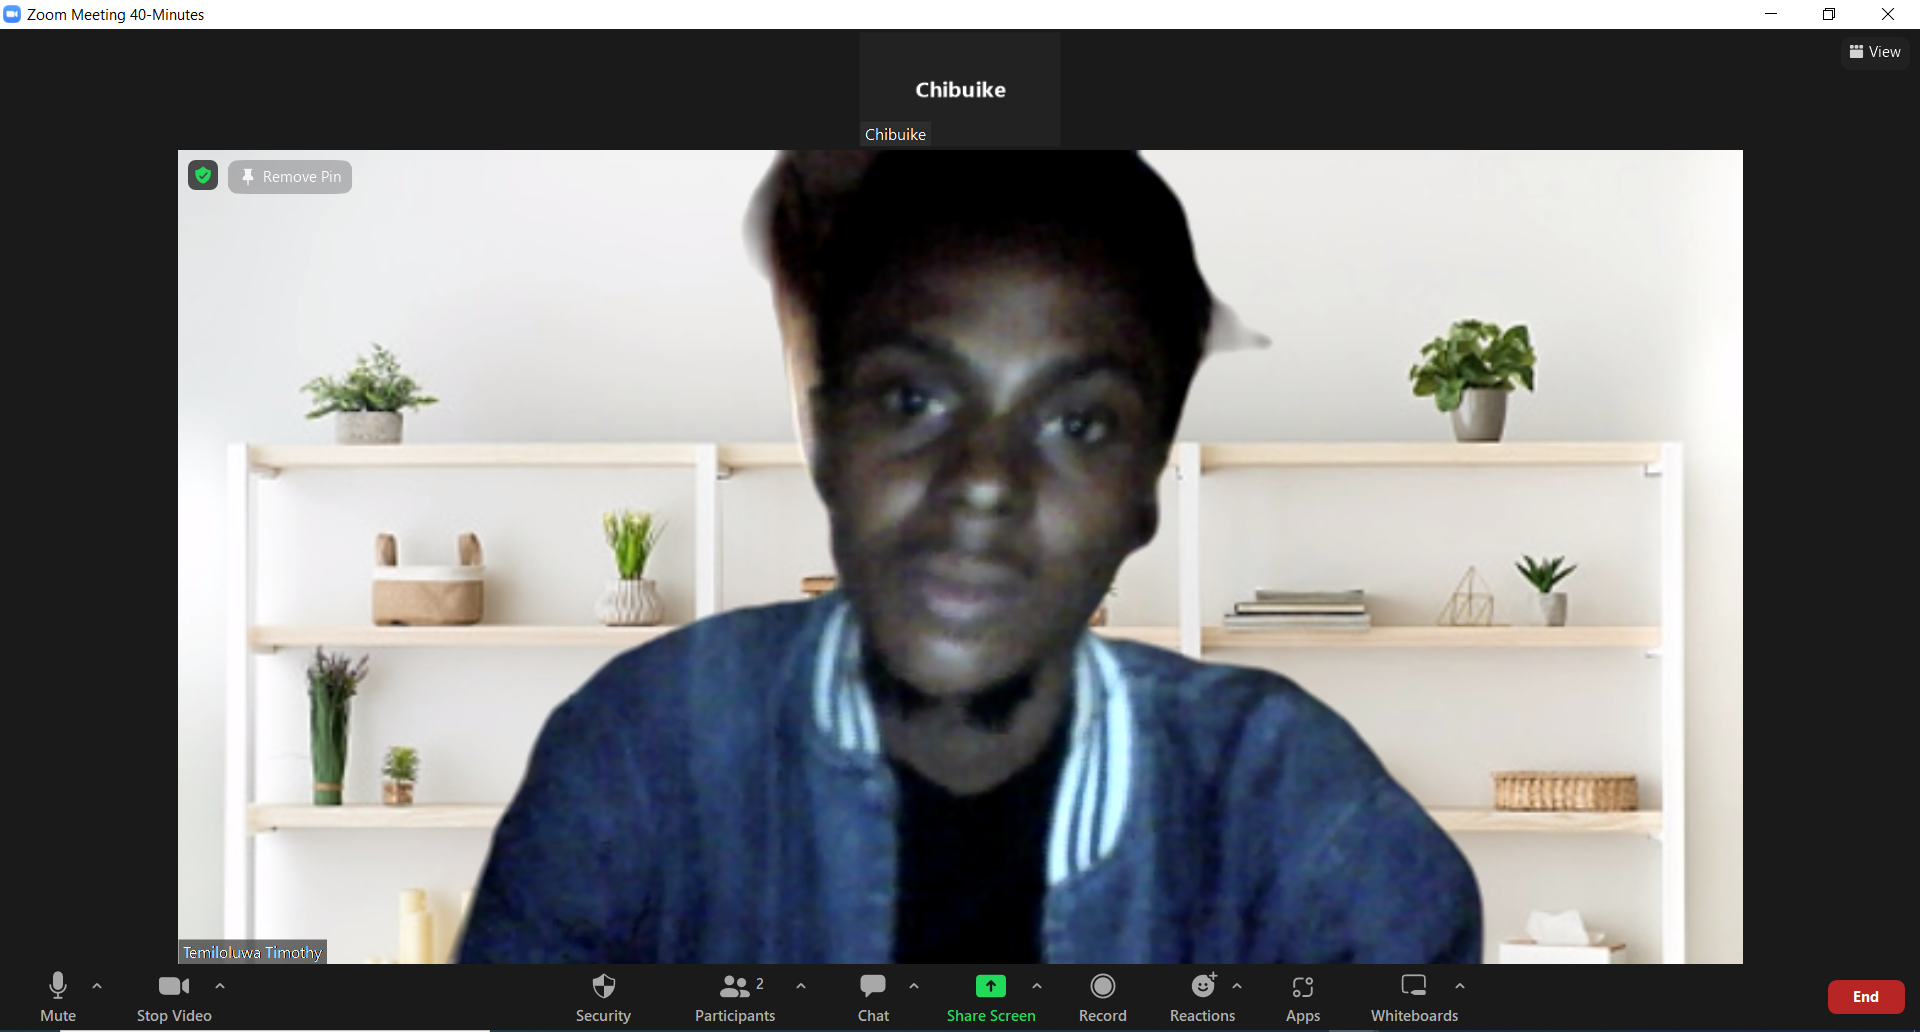 Zoom Meeting 40-Minutes
View
Chibuike
Chibuike
Remove Pin
Temiloluwa Timothy
Mute
Stop Video
Security
Participants
2
Chat
Share Screen
Record
Reactions
Apps
Whiteboards
End